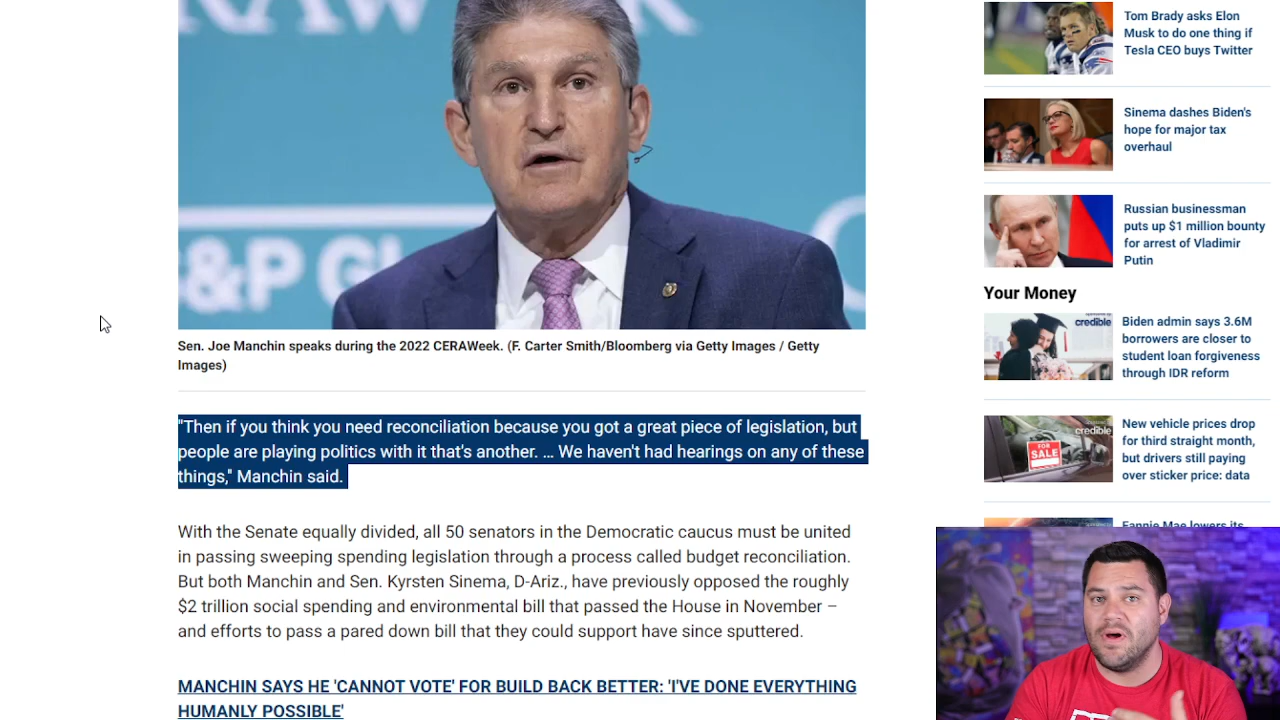 RAW
K
S&P
Sen. Joe Manchin speaks during the 2022 CERAWeek. (F. Carter Smith/Bloomberg via Getty Images / Getty
Images)
"Then if you think you need reconciliation because you got a great piece of legislation, but
people are playing politics with it that's another. ... We haven't had hearings on any of these
things," Manchin said.
With the Senate equally divided, all 50 senators in the Democratic caucus must be united
in passing sweeping spending legislation through a process called budget reconciliation.
But both Manchin and Sen. Kyrsten Sinema, D-Ariz., have previously opposed the roughly
$2 trillion social spending and environmental bill that passed the House in November –
and efforts to pass a pared down bill that they could support have since sputtered.
MANCHIN SAYS HE 'CANNOT VOTE' FOR BUILD BACK BETTER: 'I'VE DONE EVERYTHING
HUMANLY POSSIBLE'
Tom Brady asks Elon
Musk to do one thing if
Tesla CEO buys Twitter
Sinema dashes Biden's
hope for major tax
overhaul
Russian businessman
puts up $1 million bounty
for arrest of Vladimir
Putin
Your Money
credible
Biden admin says 3.6M
borrowers are closer to
student loan forgiveness
through IDR reform
credible
FOR
SALE
New vehicle prices drop
for third straight month,
but drivers still paying
over sticker price: data
Fannie Mae lowers its